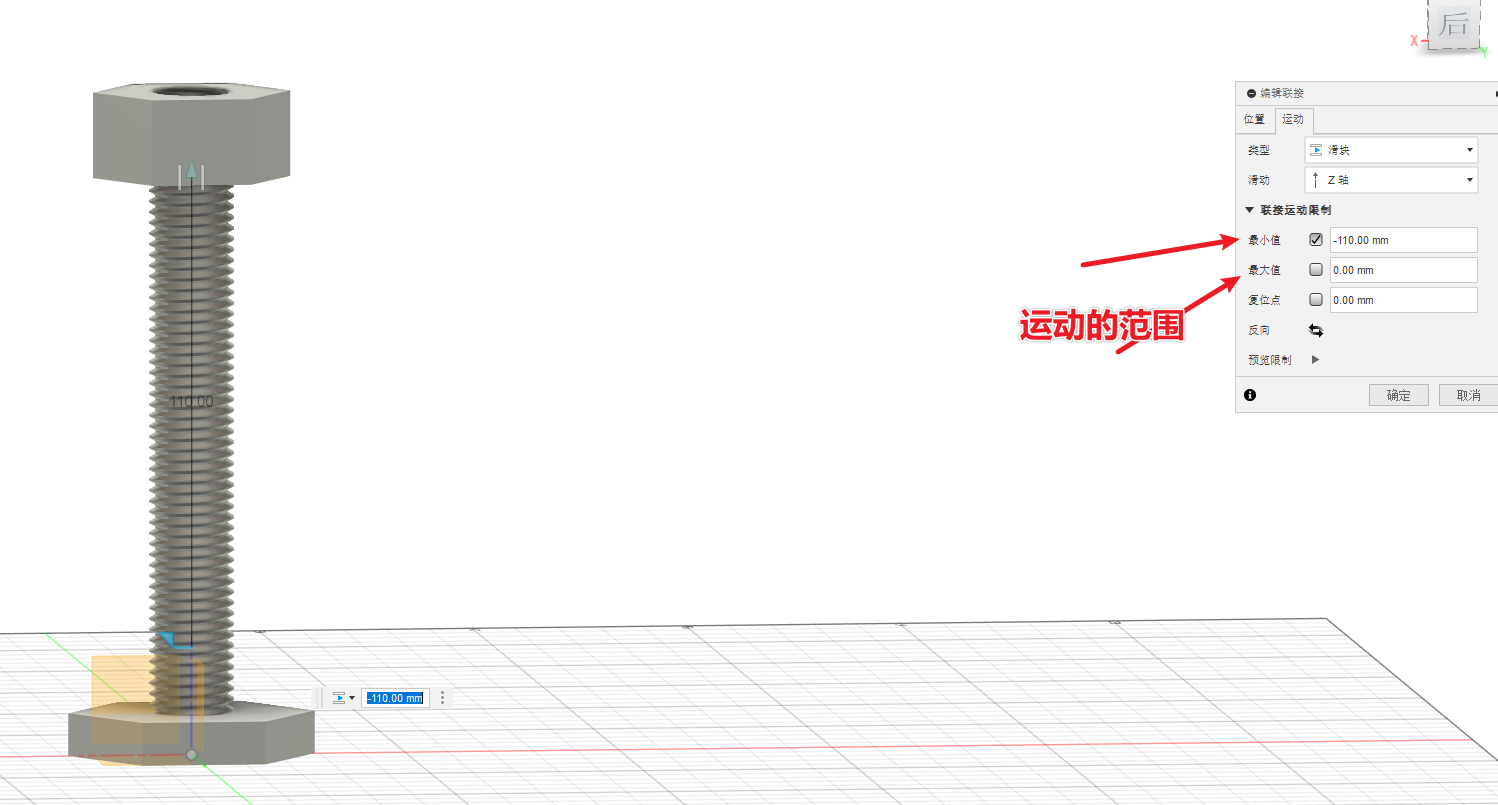 后
X
Y
编辑联接
位置 运动
类型 滑块
滑动 Z 轴
联接运动限制
最小值 -110.00 mm
最大值 0.00 mm
运动的范围
复位点 0.00 mm
反向
预览限制
确定 取消
110.00
-110.00 mm